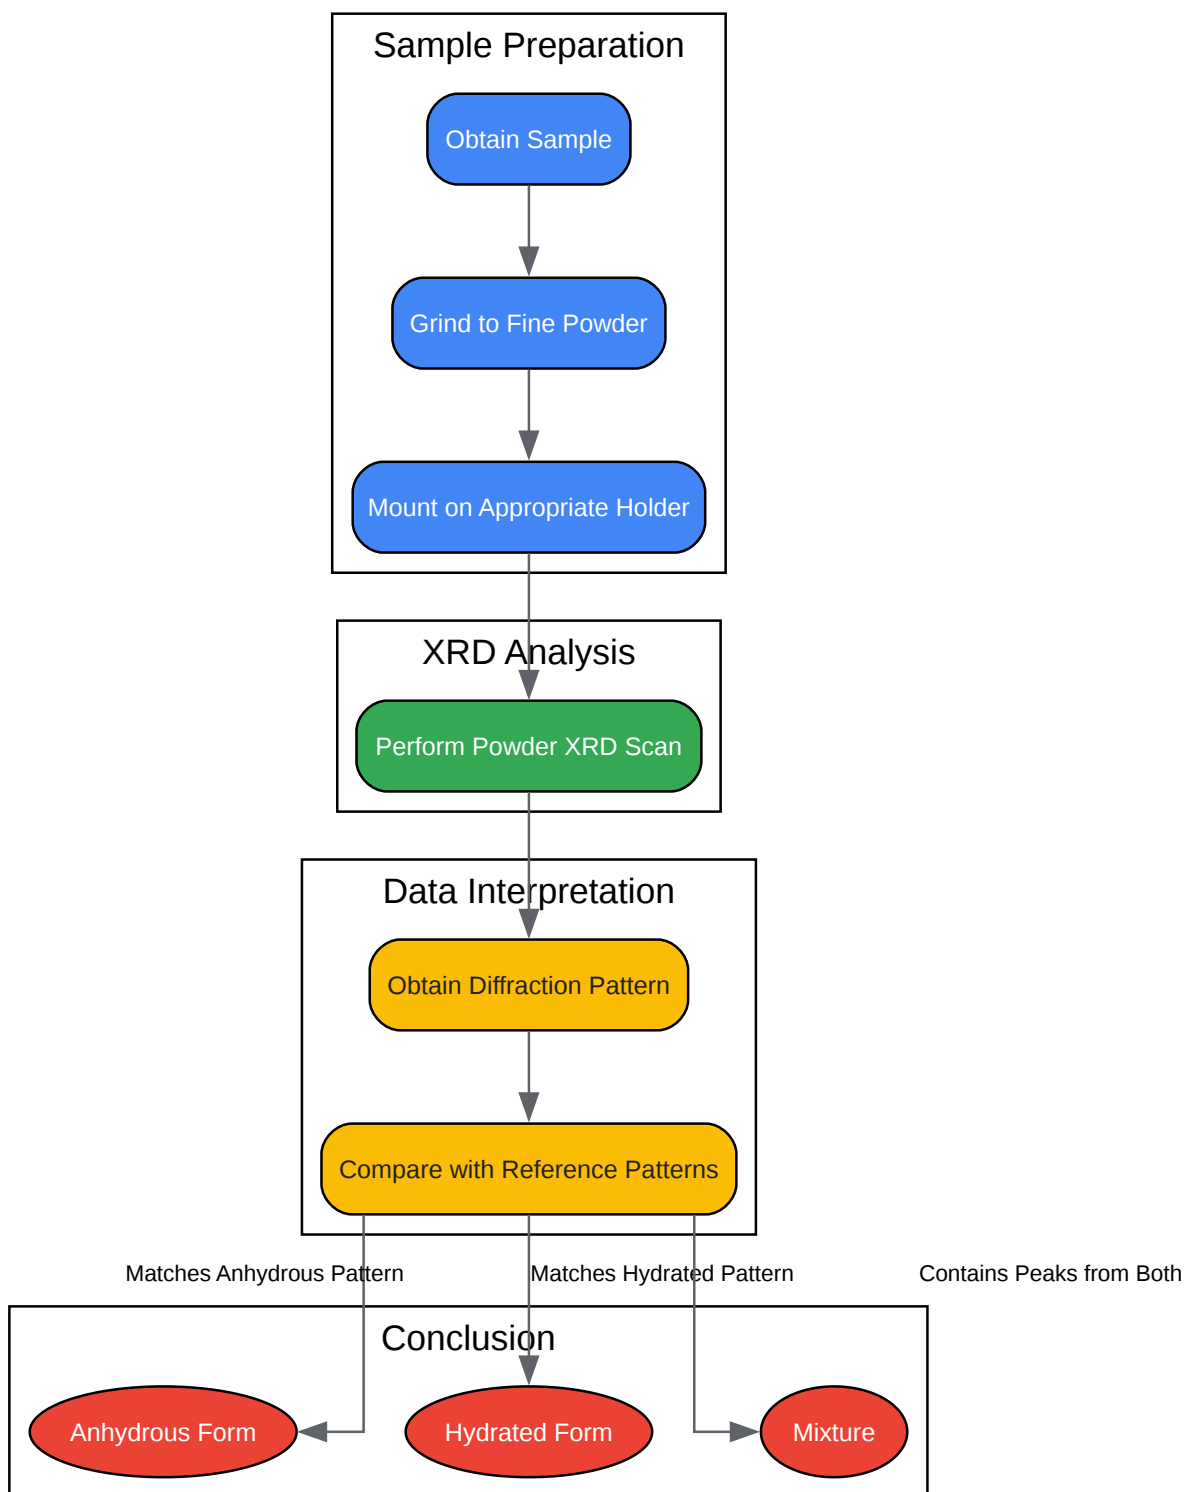 Sample Preparation
Obtain Sample
Grind to Fine Powder
Mount on Appropriate Holder
XRD Analysis
Perform Powder XRD Scan
Data Interpretation
Obtain Diffraction Pattern
Compare with Reference Patterns
Matches Anhydrous Pattern
Matches Hydrated Pattern
Contains Peaks from Both
Conclusion
Anhydrous Form
Hydrated Form
Mixture